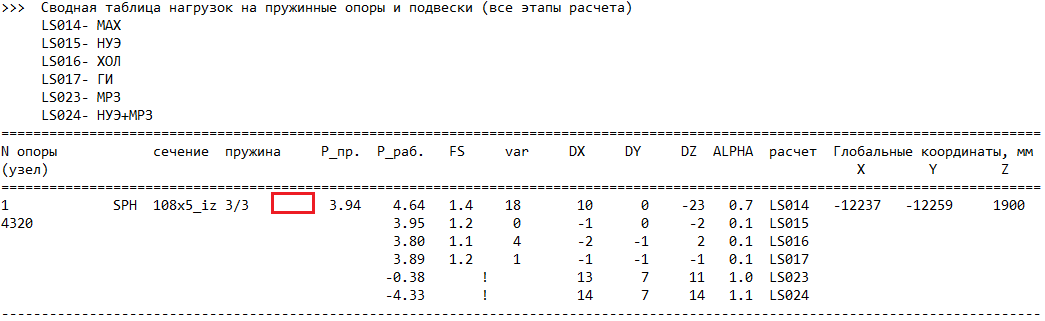 >>>  Сводная таблица нагрузок на пружинные опоры и подвески (все этапы расчета)
LS014- МАХ
LS015- НУЭ
LS016- ХОЛ
LS017- ГИ
LS023- МРЗ
LS024- НУЭ+МРЗ
N опоры сечение пружина P_пр. P_раб. FS var DX DY DZ ALPHA расчет Глобальные координаты, мм
(узел) X Y Z
1 SPH 108x5_iz 3/3 3.94 4.64 1.4 18 10 0 -23 0.7 LS014 -12237 -12259 1900
4320 3.95 1.2 0 -1 0 -2 0.1 LS015
3.80 1.1 4 -2 -1 2 0.1 LS016
3.89 1.2 1 -1 -1 -1 0.1 LS017
-0.38 ! 13 7 11 1.0 LS023
-4.33 ! 14 7 14 1.1 LS024